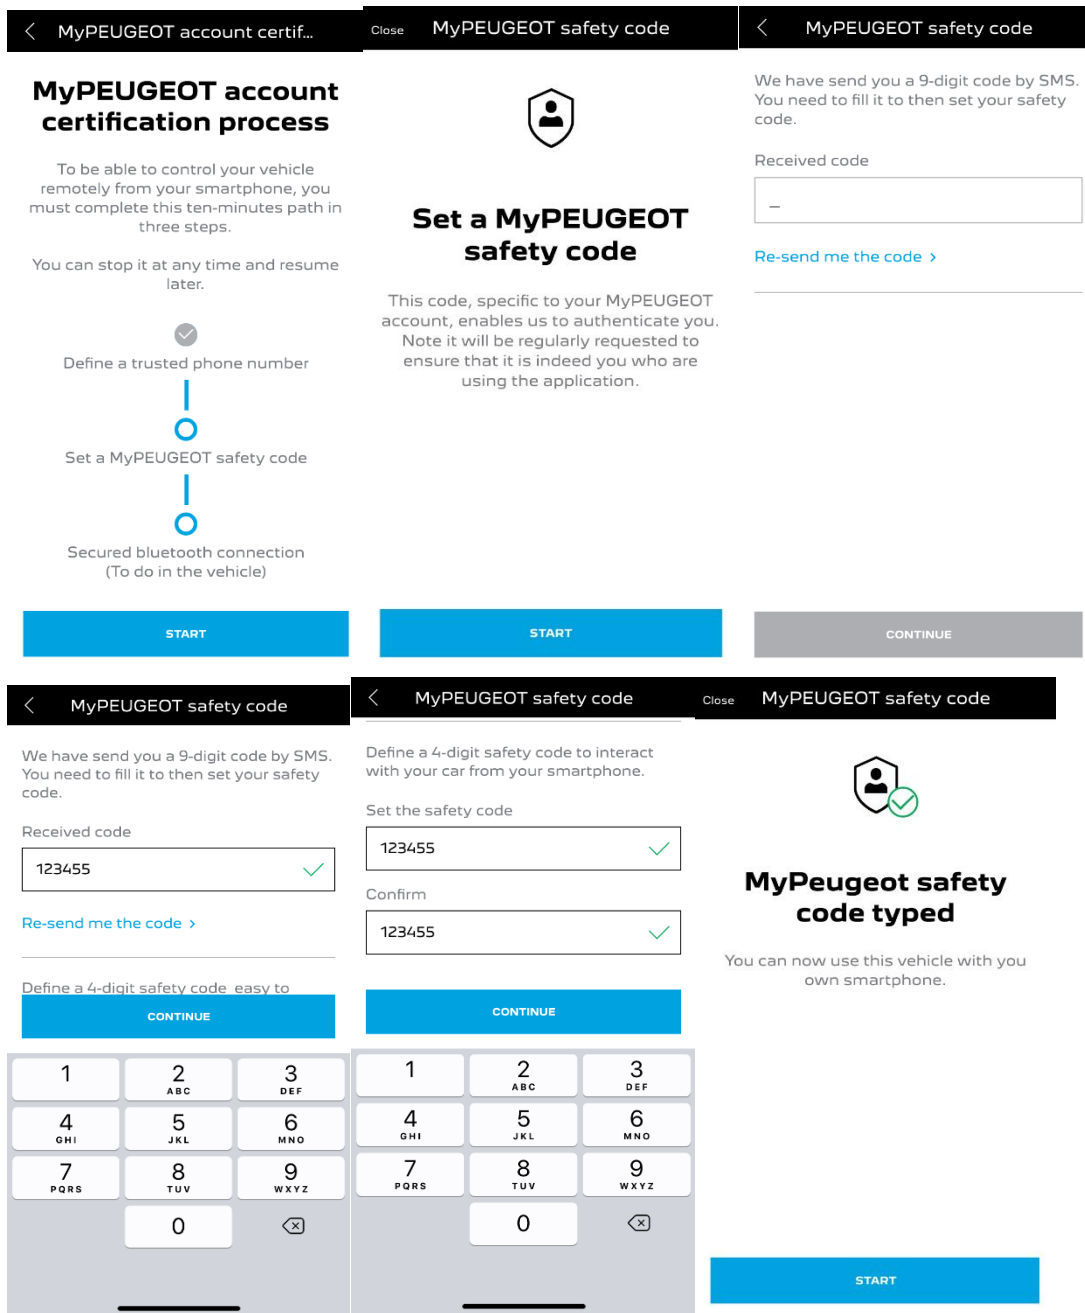 MyPEUGEOT account certif...
MyPEUGEOT account
certification process
To be able to control your vehicle
remotely from your smartphone, you
must complete this ten-minutes path in
three steps.
You can stop it at any time and resume
later.
Define a trusted phone number
Set a MyPEUGEOT safety code
Secured bluetooth connection
(To do in the vehicle)
START
Close MyPEUGEOT safety code
Set a MyPEUGEOT
safety code
This code, specific to your MyPEUGEOT
account, enables us to authenticate you.
Note it will be regularly requested to
ensure that it is indeed you who are
using the application.
START
MyPEUGEOT safety code
We have send you a 9-digit code by SMS.
You need to fill it to then set your safety
code.
Received code
_
Re-send me the code >
CONTINUE
MyPEUGEOT safety code
We have send you a 9-digit code by SMS.
You need to fill it to then set your safety
code.
Received code
123455
Re-send me the code >
Define a 4-digit safety code easy to
CONTINUE
1 2 3
ABC DEF
4 5 6
GHI JKL MNO
7 8 9
PQRS TUV WXYZ
0
MyPEUGEOT safety code
Define a 4-digit safety code to interact
with your car from your smartphone.
Set the safety code
123455
Confirm
123455
CONTINUE
1 2 3
ABC DEF
4 5 6
GHI JKL MNO
7 8 9
PQRS TUV WXYZ
0
Close MyPEUGEOT safety code
MyPeugeot safety
code typed
You can now use this vehicle with you
own smartphone.
START